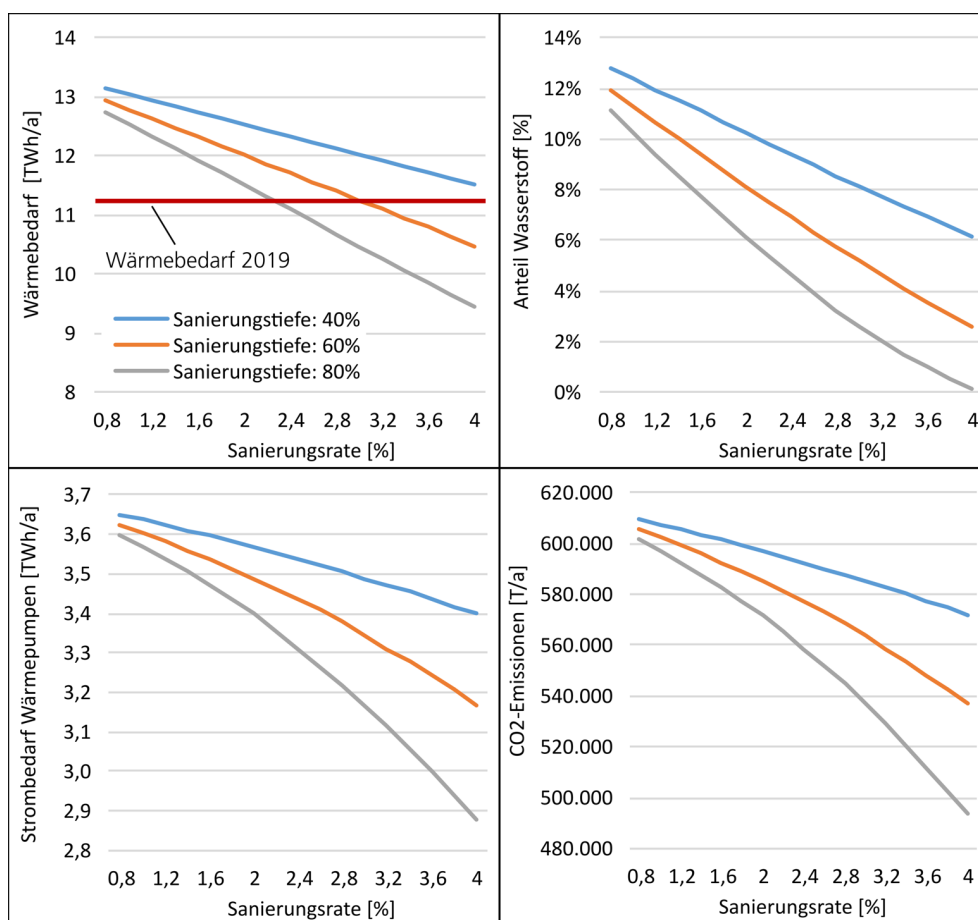 Wärmebedarf [TWh/a]
14
13
12
11
10
9
8
Wärmebedarf 2019
Sanierungstiefe: 40%
Sanierungstiefe: 60%
Sanierungstiefe: 80%
0,8 1,2 1,6 2 2,4 2,8 3,2 3,6 4
Sanierungsrate [%]
Anteil Wasserstoff [%]
14%
12%
10%
8%
6%
4%
2%
0%
0,8 1,2 1,6 2 2,4 2,8 3,2 3,6 4
Sanierungsrate [%]
Strombedarf Wärmepumpen [TWh/a]
3,7
3,6
3,5
3,4
3,3
3,2
3,1
3,0
2,9
2,8
0,8 1,2 1,6 2 2,4 2,8 3,2 3,6 4
Sanierungsrate [%]
CO2-Emissionen [T/a]
620.000
600.000
580.000
560.000
540.000
520.000
500.000
480.000
0,8 1,2 1,6 2 2,4 2,8 3,2 3,6 4
Sanierungsrate [%]